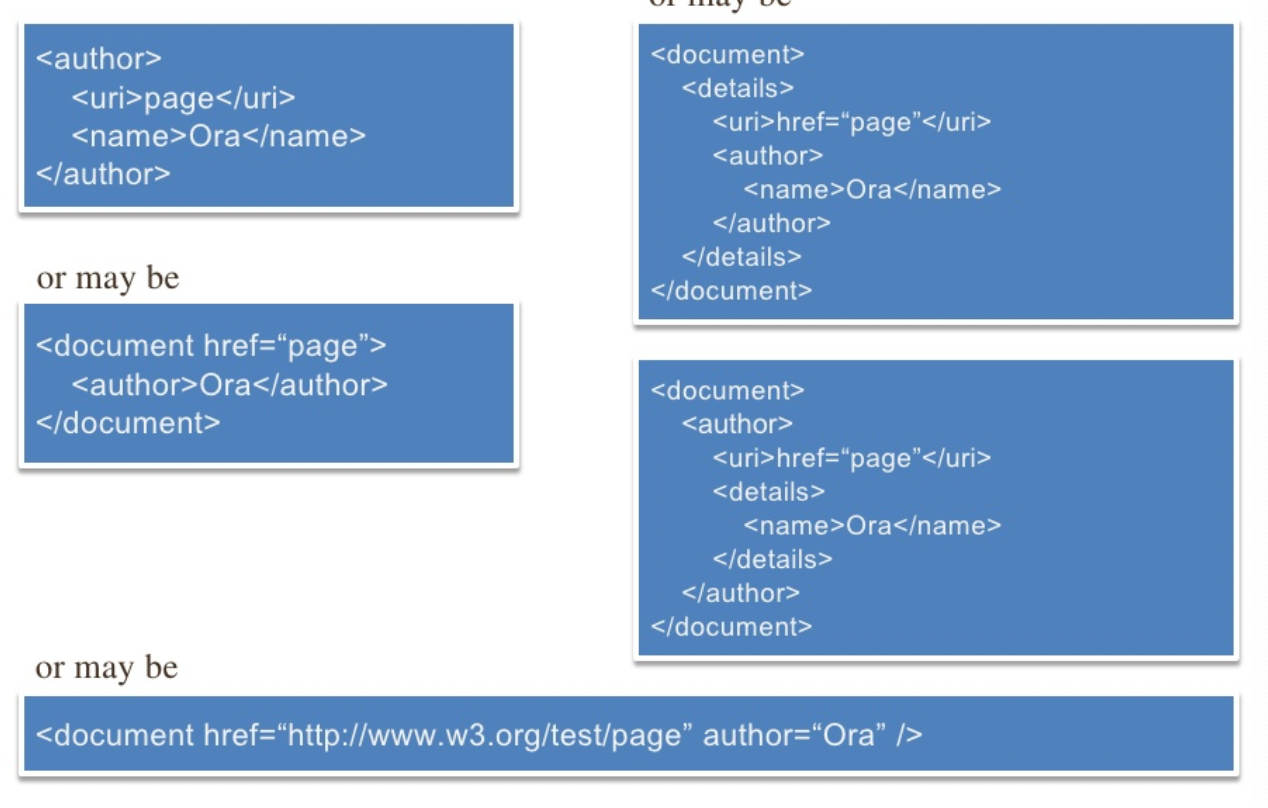 <author>
<uri>page</uri>
<name>Ora</name>
</author>
or may be
<document href=“page”>
<author>Ora</author>
</document>
or may be
<document>
<details>
<uri>href=“page”</uri>
<author>
<name>Ora</name>
</author>
</details>
</document>
<document>
<author>
<uri>href=“page”</uri>
<details>
<name>Ora</name>
</details>
</author>
</document>
or may be
<document href=“http://www.w3.org/test/page” author=“Ora” />